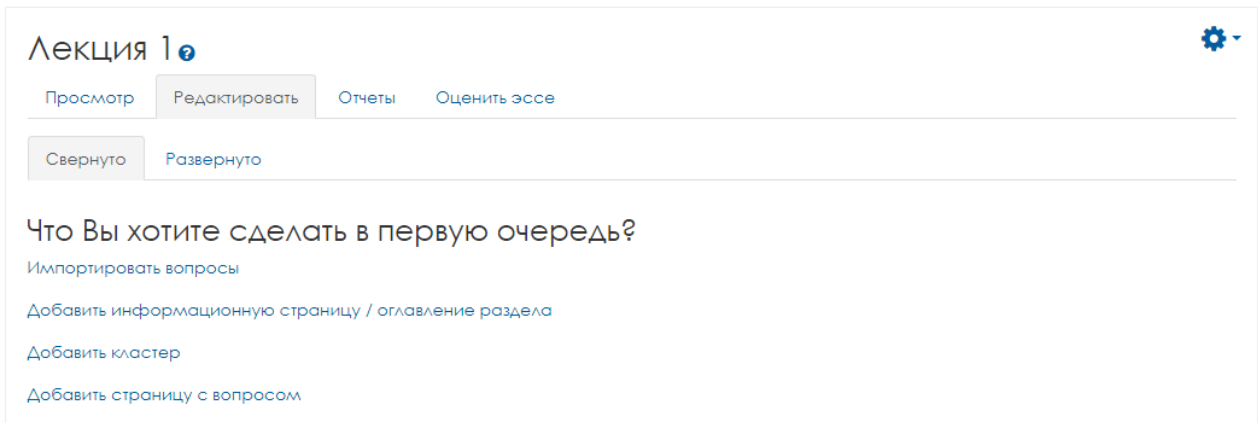 Лекция 1
Просмотр Редактировать Отчеты Оценить эссе
Свернуто Развернуто
Что Вы хотите сделать в первую очередь?
Импортировать вопросы
Добавить информационную страницу / оглавление раздела
Добавить кластер
Добавить страницу с вопросом